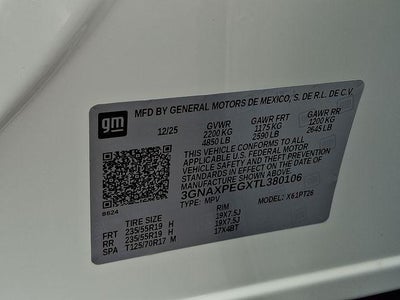 gm
MFD BY GENERAL MOTORS DE MEXICO, S. DE R.L. DE C.V.
12/25 GVWR GAWR FRT GAWR RR
2200 KG 1175 KG 1200 KG
4850 LB 2590 LB 2645 LB
THIS VEHICLE CONFORMS TO ALL
APPLICABLE U.S. FEDERAL MOTOR
VEHICLE SAFETY STANDARDS IN
EFFECT ON THE DATE OF
MANUFACTURE SHOWN ABOVE.
3GNAXPEGXTL380106
TYPE: MPV MODEL: X61PT26
8624
TIRE SIZE RIM
FRT 235/55R19 H 19X7.5J
RR 235/55R19 H 19X7.5J
SPA T125/70R17 M 17X4BT